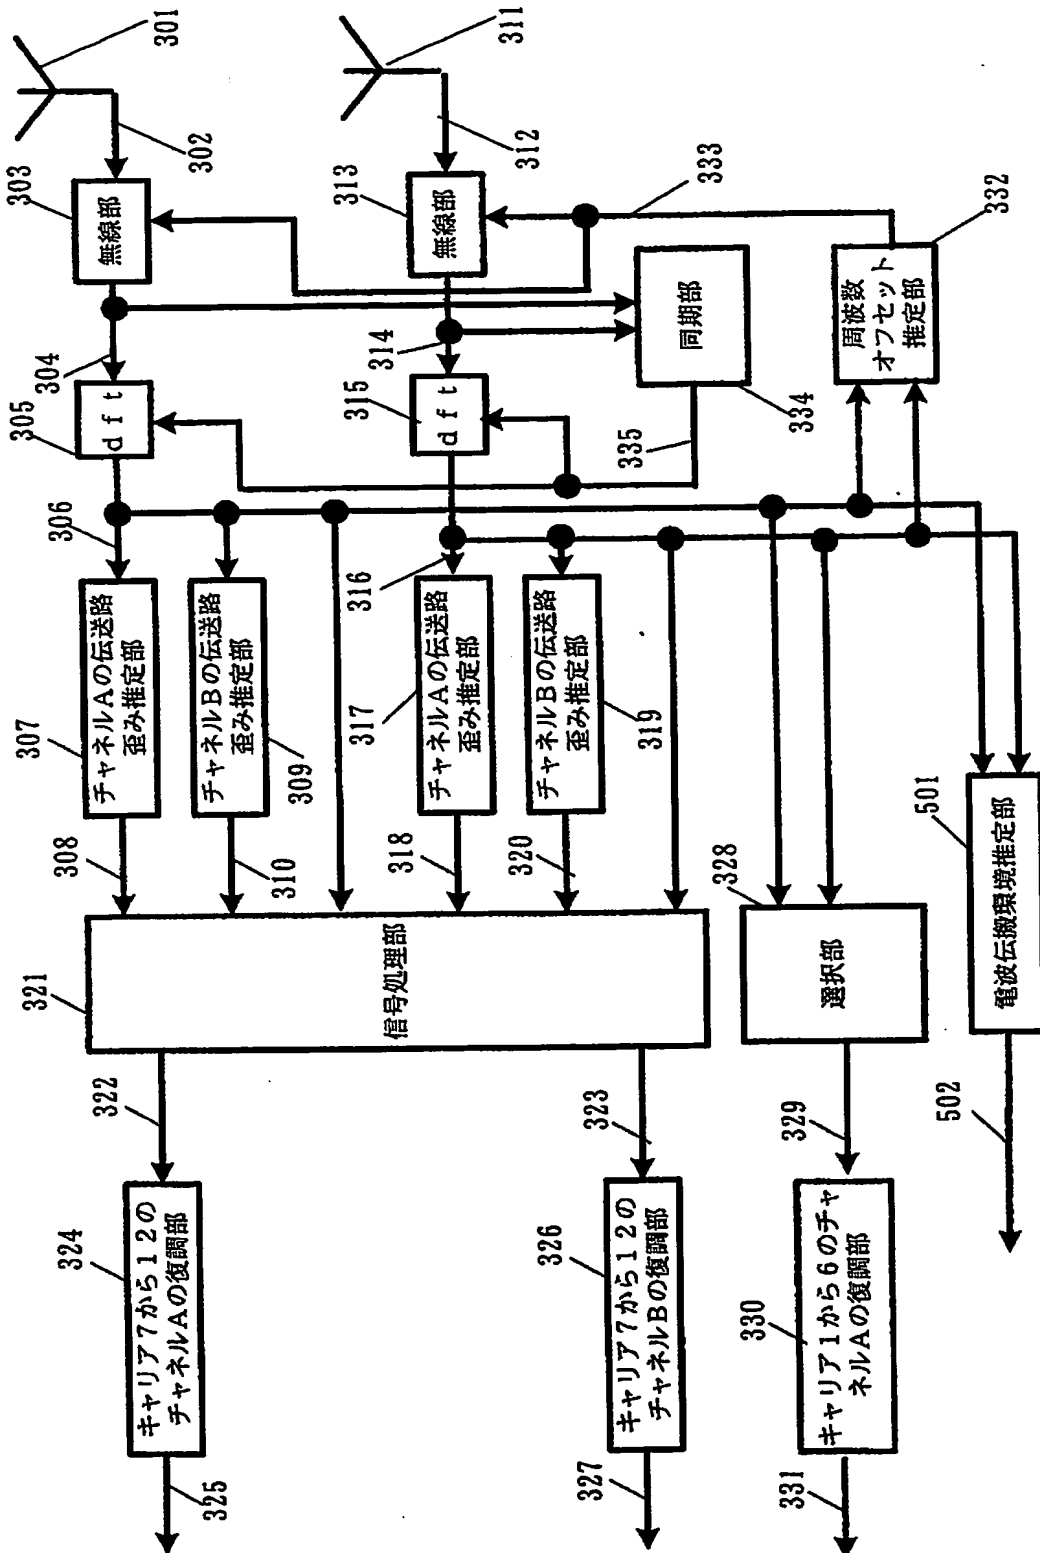 301
302
303
無線部
304
305
dft
306
307
チャネルAの伝送路
歪み推定部
308
チャネルBの伝送路
歪み推定部
309
310
311
312
313
無線部
314
315
dft
316
317
チャネルAの伝送路
歪み推定部
318
チャネルBの伝送路
歪み推定部
319
320
321
信号処理部
322
323
324
キャリア7から12の
チャネルAの復調部
325
326
キャリア7から12の
チャネルBの復調部
327
328
選択部
329
330
キャリア1から6のチャ
ネルAの復調部
331
332
周波数
オフセット
推定部
333
同期部
334
335
501
電波伝搬環境推定部
502